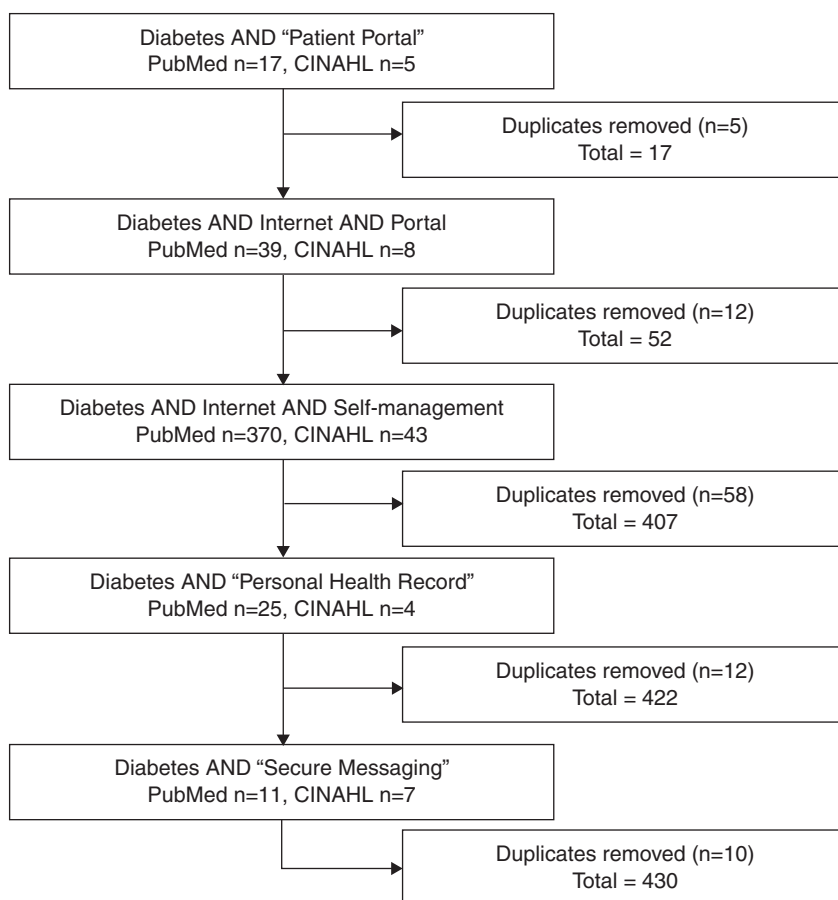 Diabetes AND “Patient Portal”
PubMed n=17, CINAHL n=5
Duplicates removed (n=5)
Total = 17
Diabetes AND Internet AND Portal
PubMed n=39, CINAHL n=8
Duplicates removed (n=12)
Total = 52
Diabetes AND Internet AND Self-management
PubMed n=370, CINAHL n=43
Duplicates removed (n=58)
Total = 407
Diabetes AND “Personal Health Record”
PubMed n=25, CINAHL n=4
Duplicates removed (n=12)
Total = 422
Diabetes AND “Secure Messaging”
PubMed n=11, CINAHL n=7
Duplicates removed (n=10)
Total = 430